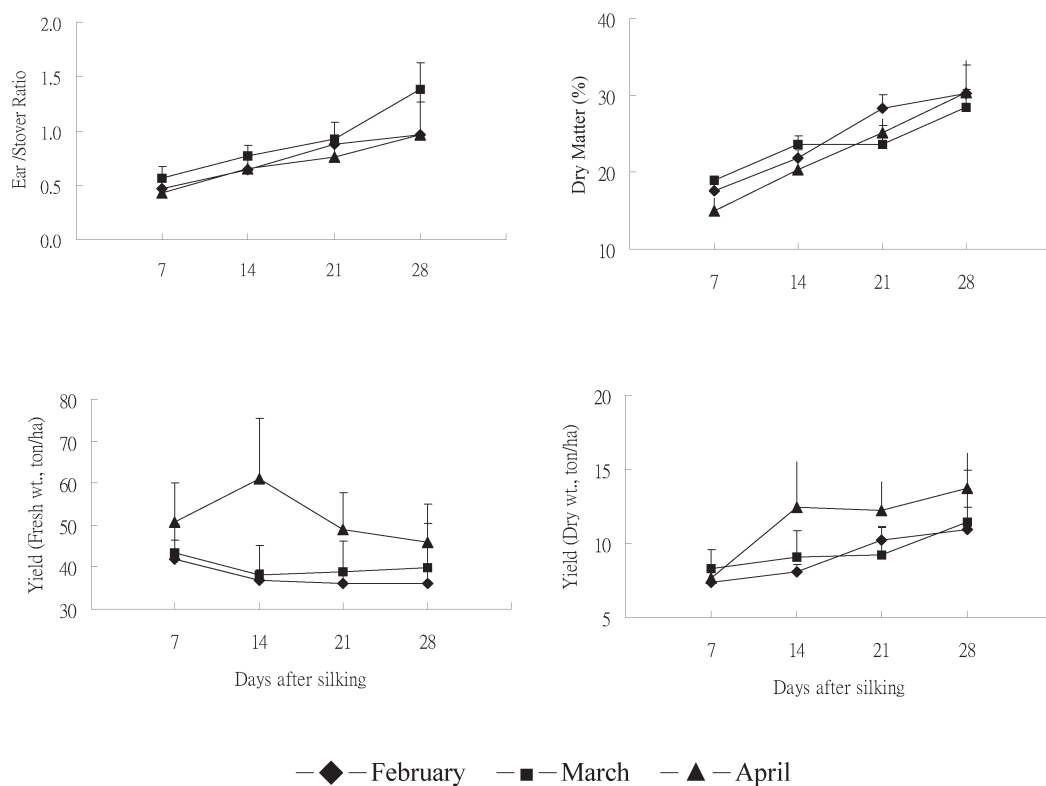 Ear /Stover Ratio
2.0
1.5
1.0
0.5
0.0
7 14 21 28
Dry Matter (%)
40
30
20
10
7 14 21 28
Yield (Fresh wt., ton/ha)
80
70
60
50
40
30
7 14 21 28
Days after silking
Yield (Dry wt., ton/ha)
20
15
10
5
7 14 21 28
Days after silking
February March April